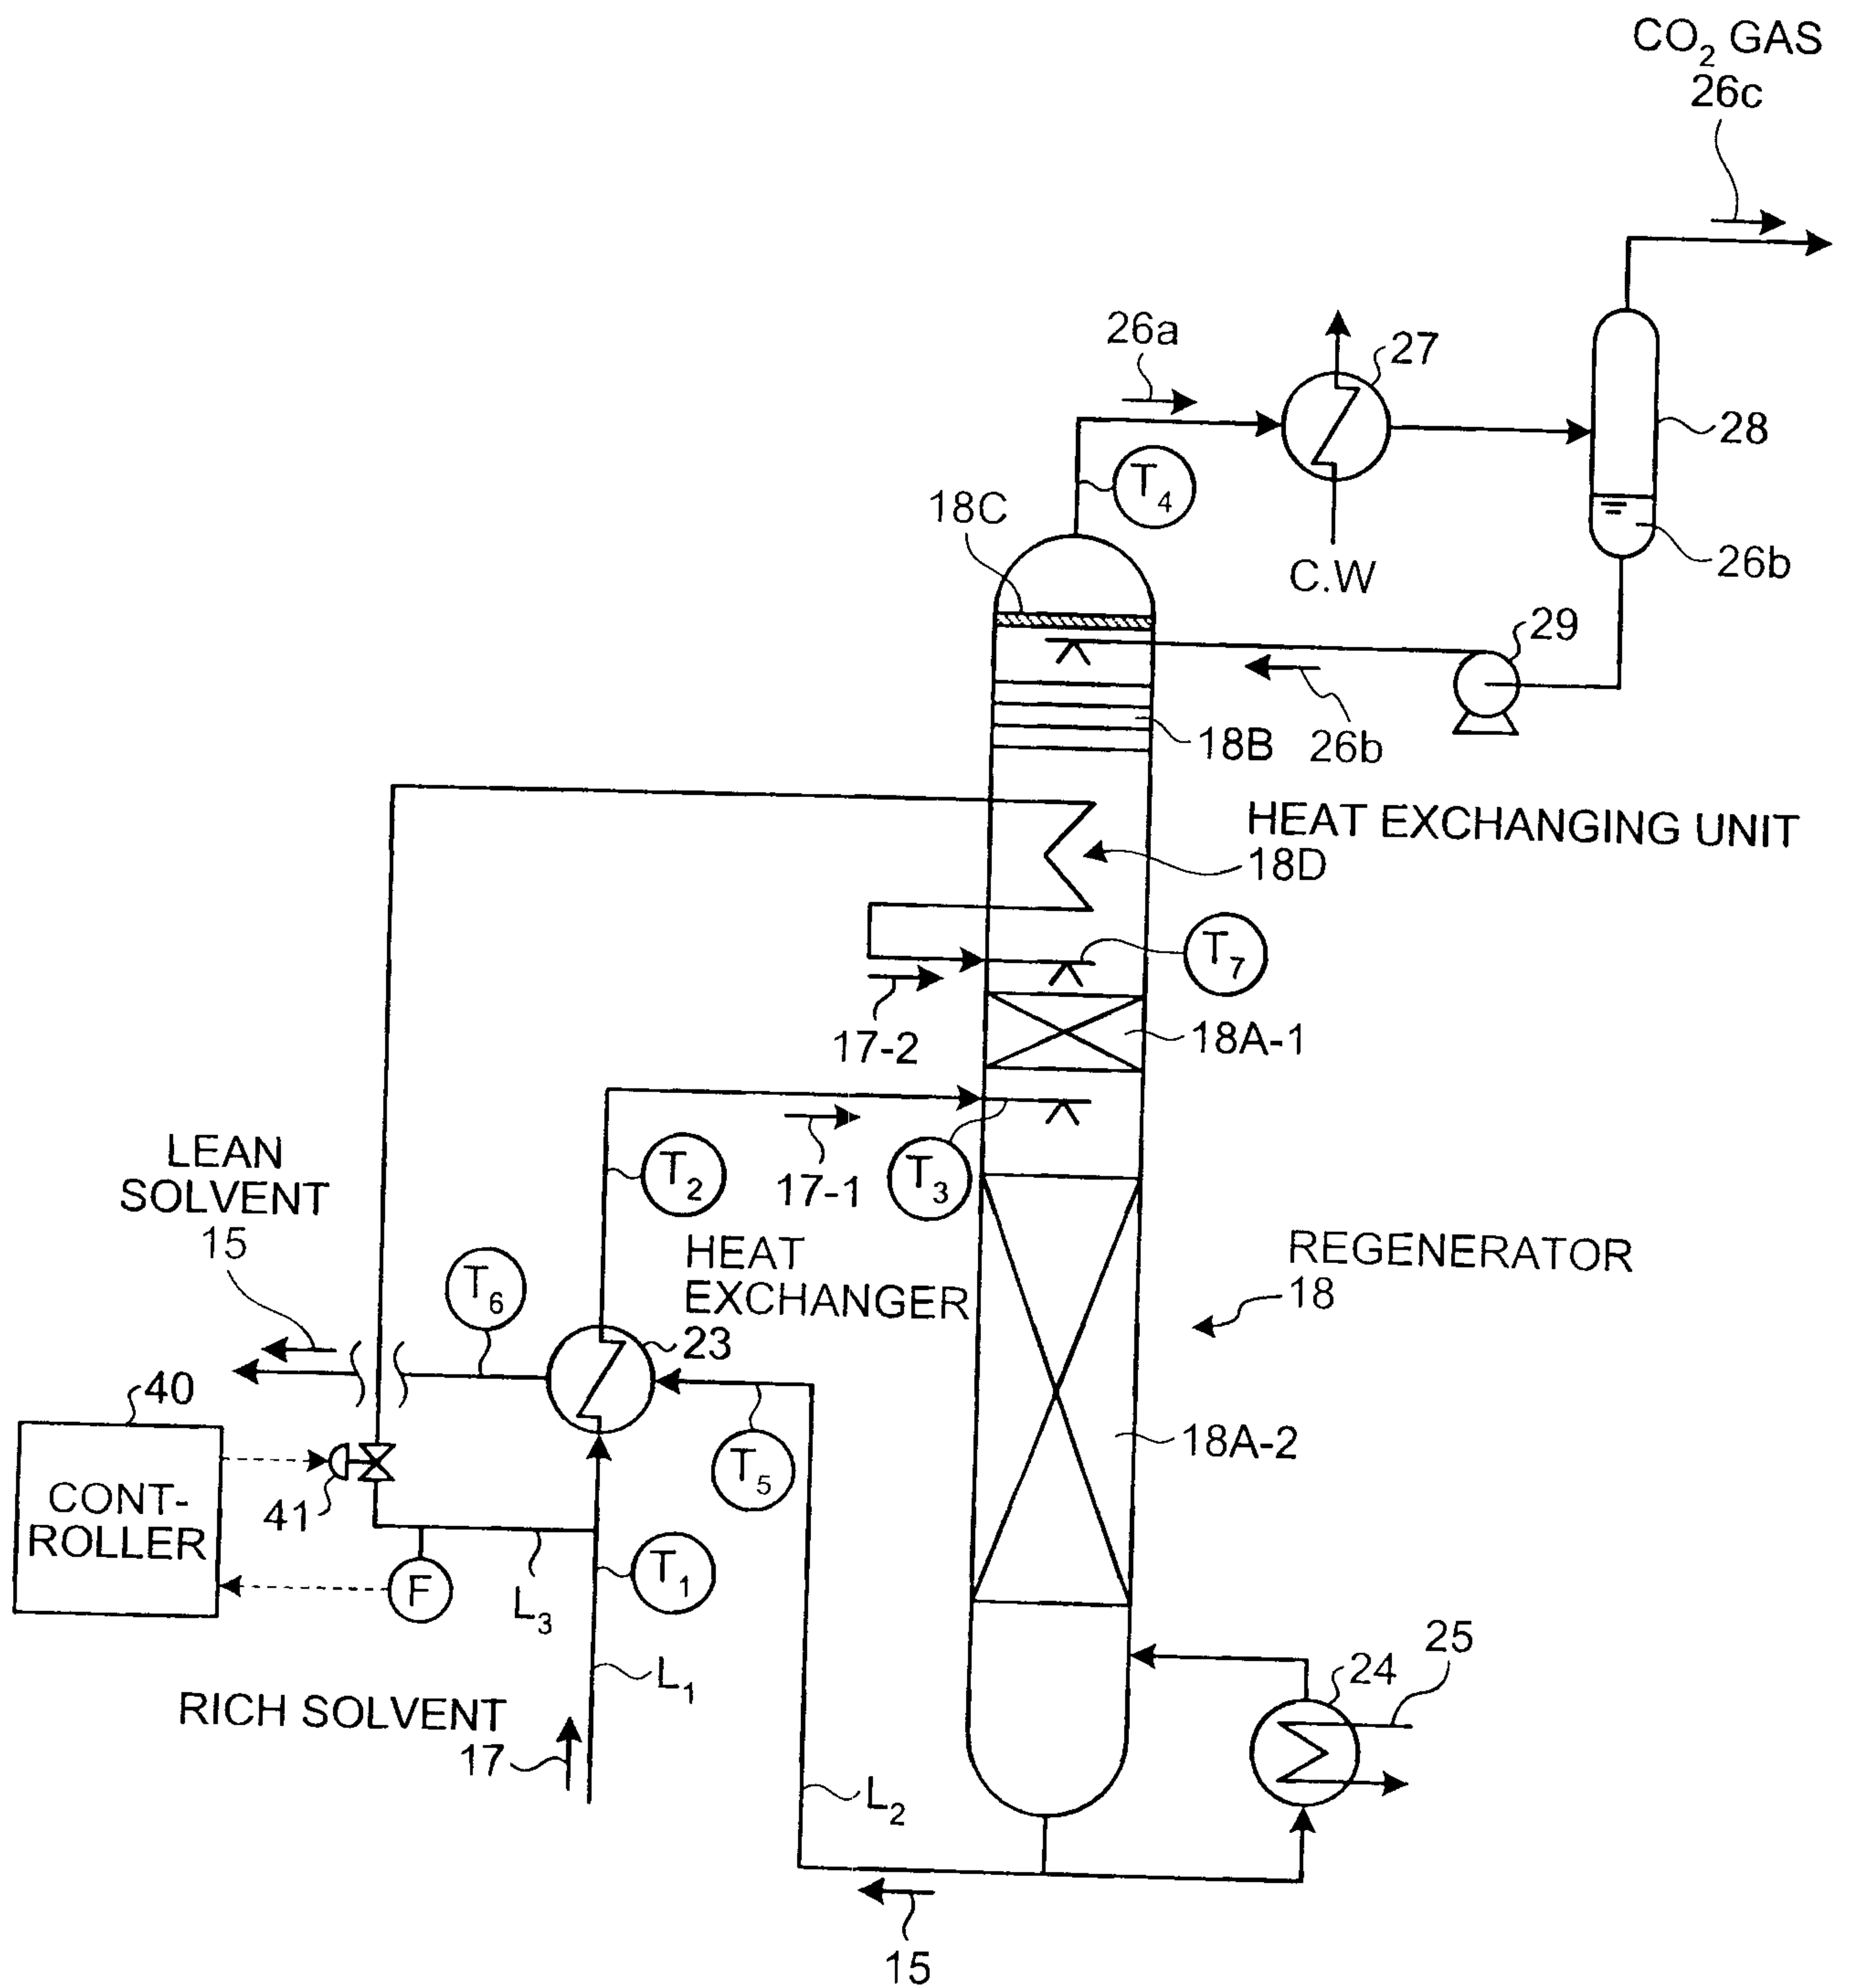 CO2 GAS
26c
26a
27
28
T4
18C
C.W
26b
29
18B
26b
HEAT EXCHANGING UNIT
18D
T7
17-2
18A-1
LEAN
SOLVENT
15
T2
17-1
T3
HEAT
EXCHANGER
23
REGENERATOR
18
T6
40
CONT-
ROLLER
41
T5
18A-2
F
L3
T1
L1
RICH SOLVENT
17
25
24
L2
15